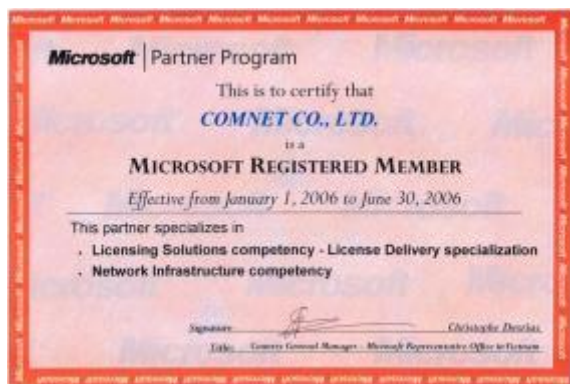 Microsoft | Partner Program
This is to certify that
COMNET CO., LTD.
is a
MICROSOFT REGISTERED MEMBER
Effective from January 1, 2006 to June 30, 2006
This partner specializes in
• Licensing Solutions competency - License Delivery specialization
• Network Infrastructure competency
Signature: Christophe
Title: Country General Manager - Microsoft Representative Office in Vietnam